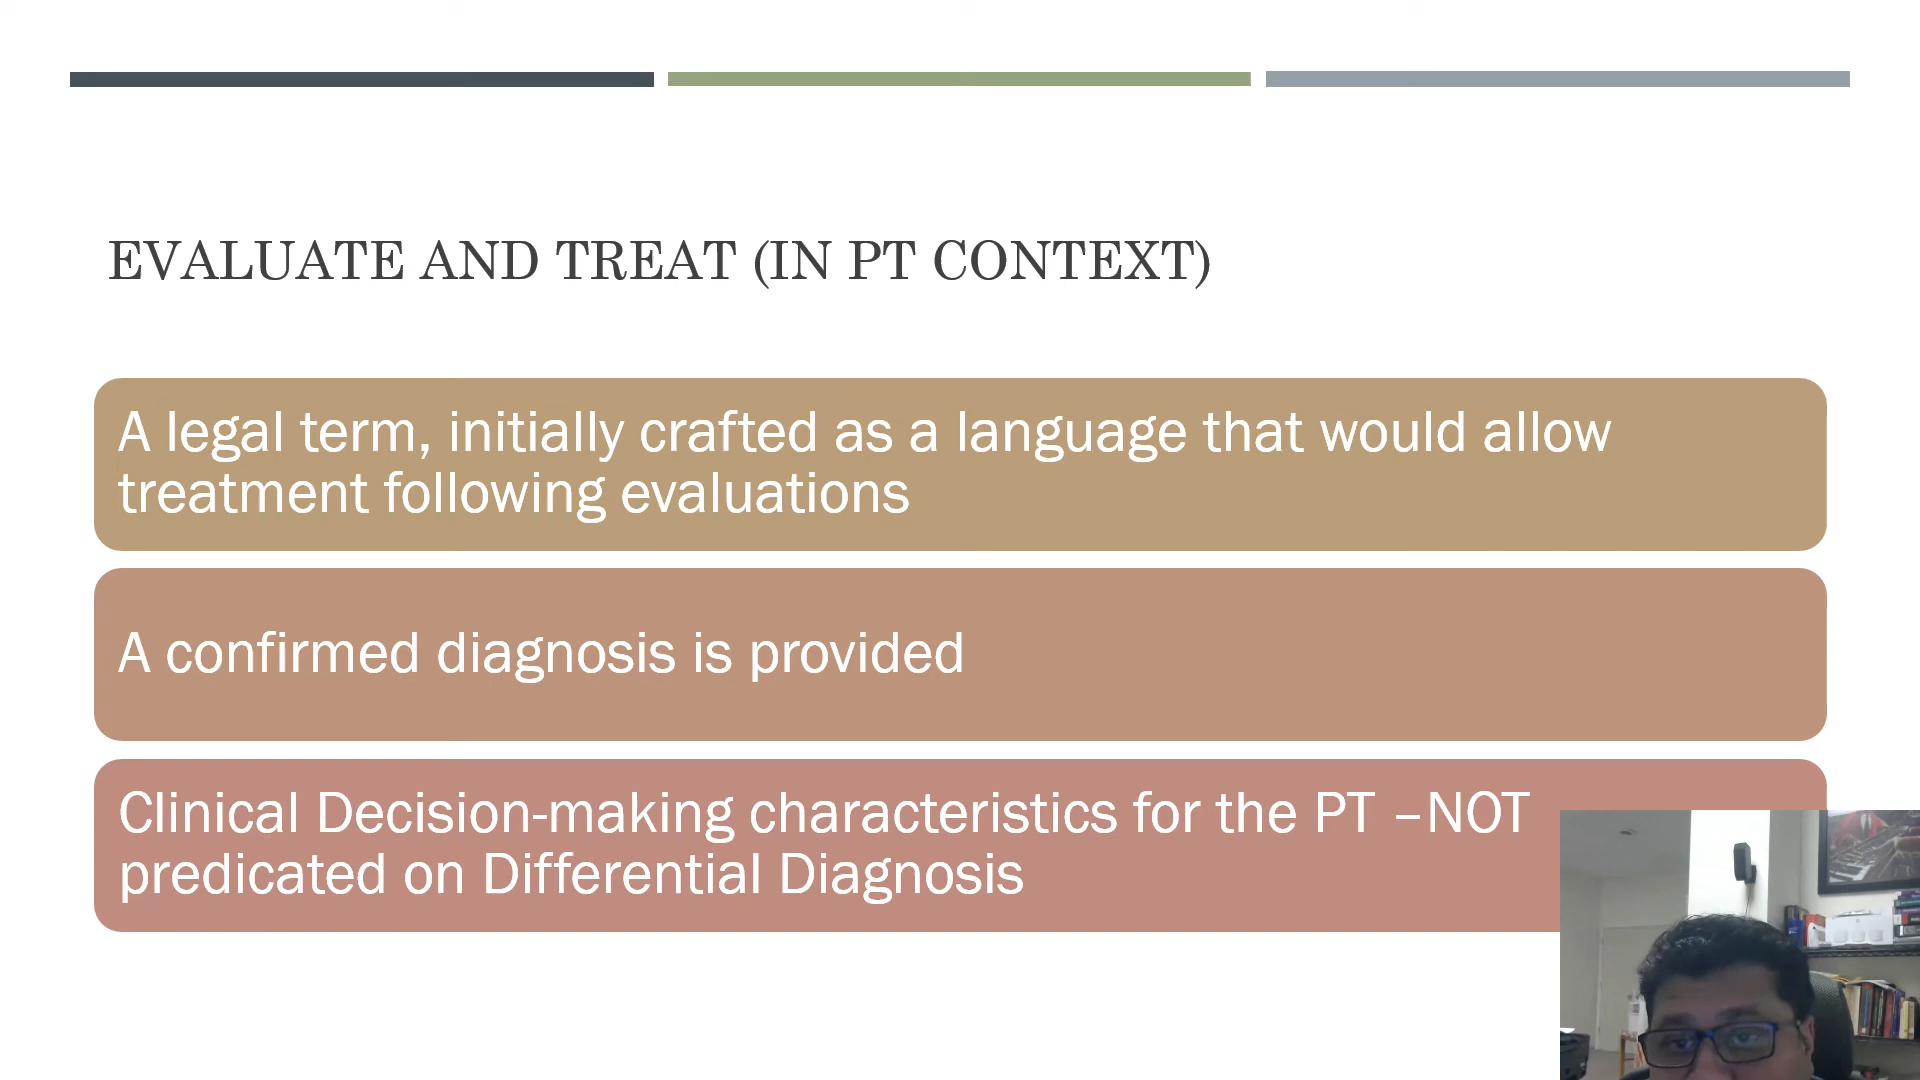 EVALUATE AND TREAT (IN PT CONTEXT)
A legal term, initially crafted as a language that would allow
treatment following evaluations
A confirmed diagnosis is provided
Clinical Decision-making characteristics for the PT –NOT
predicated on Differential Diagnosis